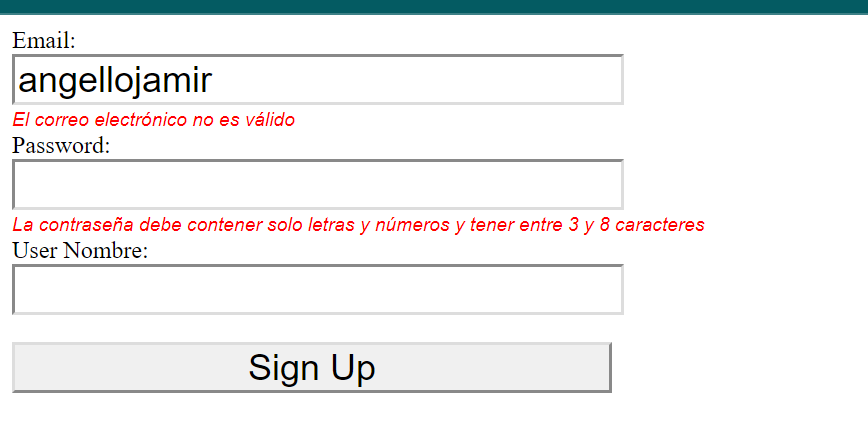 Email:
angellojamir
El correo electrónico no es válido
Password:
La contraseña debe contener solo letras y números y tener entre 3 y 8 caracteres
User Nombre:
Sign Up